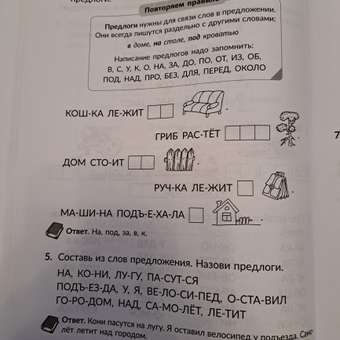 Повторяем правило
Предлоги нужны для связи слов в предложении.
Они всегда пишутся раздельно с другими словами;
в доме, на столе, под кроватью
Написание предлогов надо запомнить:
В, С, У, К, О, НА, ЗА, ДО, ПО, ОТ, ИЗ, ОБ,
ПОД, НАД, ПРО, БЕЗ, ДЛЯ, ПЕРЕД, ОКОЛО
КОШ-КА ЛЕ-ЖИТ
ГРИБ РАС-ТЁТ
ДОМ СТО-ИТ
РУЧ-КА ЛЕ-ЖИТ
МА-ШИ-НА ПОДЪ-Е-ХА-ЛА
Ответ. На, под, за, в, к.
5. Составь из слов предложения. Назови предлоги.
НА, КО-НИ, ЛУ-ГУ, ПА-СУТ-СЯ
ПОДЪ-ЕЗ-ДА, У, Я, ВЕ-ЛО-СИ-ПЕД, О-СТА-ВИЛ
ГО-РО-ДОМ, НАД, СА-МО-ЛЁТ, ЛЕ-ТИТ
Ответ. Кони пасутся на лугу. Я оставил велосипед у подъезда. Само
лёт летит над городом.
7